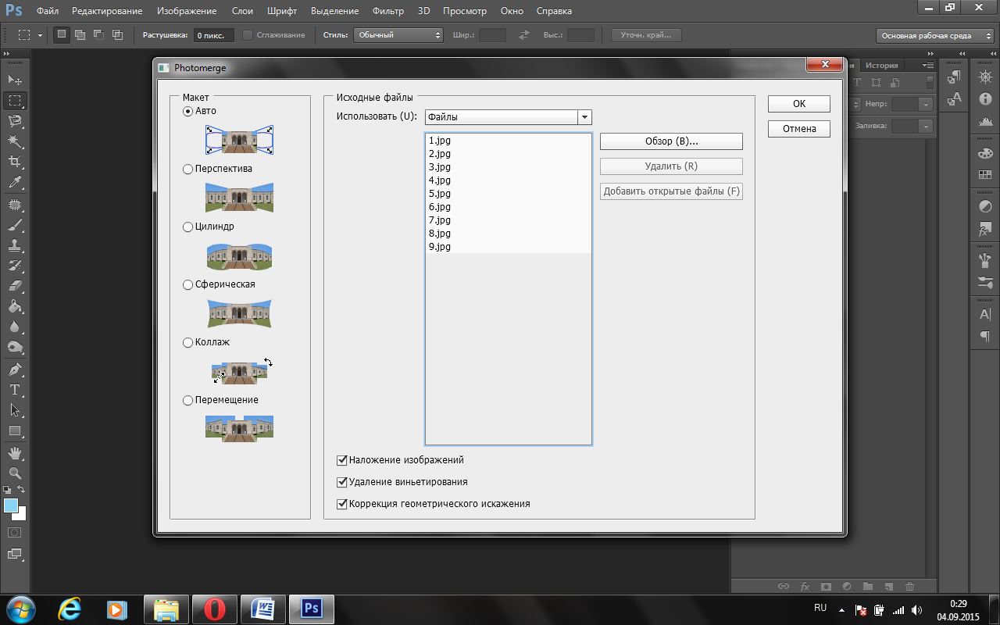 Ps Файл Редактирование Изображение Слои Шрифт Выделение Фильтр 3D Просмотр Окно Справка
Растушевка: 0 пикс. Сглаживание Стиль: Обычный Шир.: Выс.: Уточн. край... Основная рабочая среда
Photomerge
История
Непр:
Заливка:
Макет
Авто
Перспектива
Цилиндр
Сферическая
Коллаж
Перемещение
Исходные файлы
Использовать (U): Файлы
1.jpg
2.jpg
3.jpg
4.jpg
5.jpg
6.jpg
7.jpg
8.jpg
9.jpg
Обзор (B)...
Удалить (R)
Добавить открытые файлы (F)
Наложение изображений
Удаление виньетирования
Коррекция геометрического искажения
ОК
Отмена
fx
RU 0:29
04.09.2015